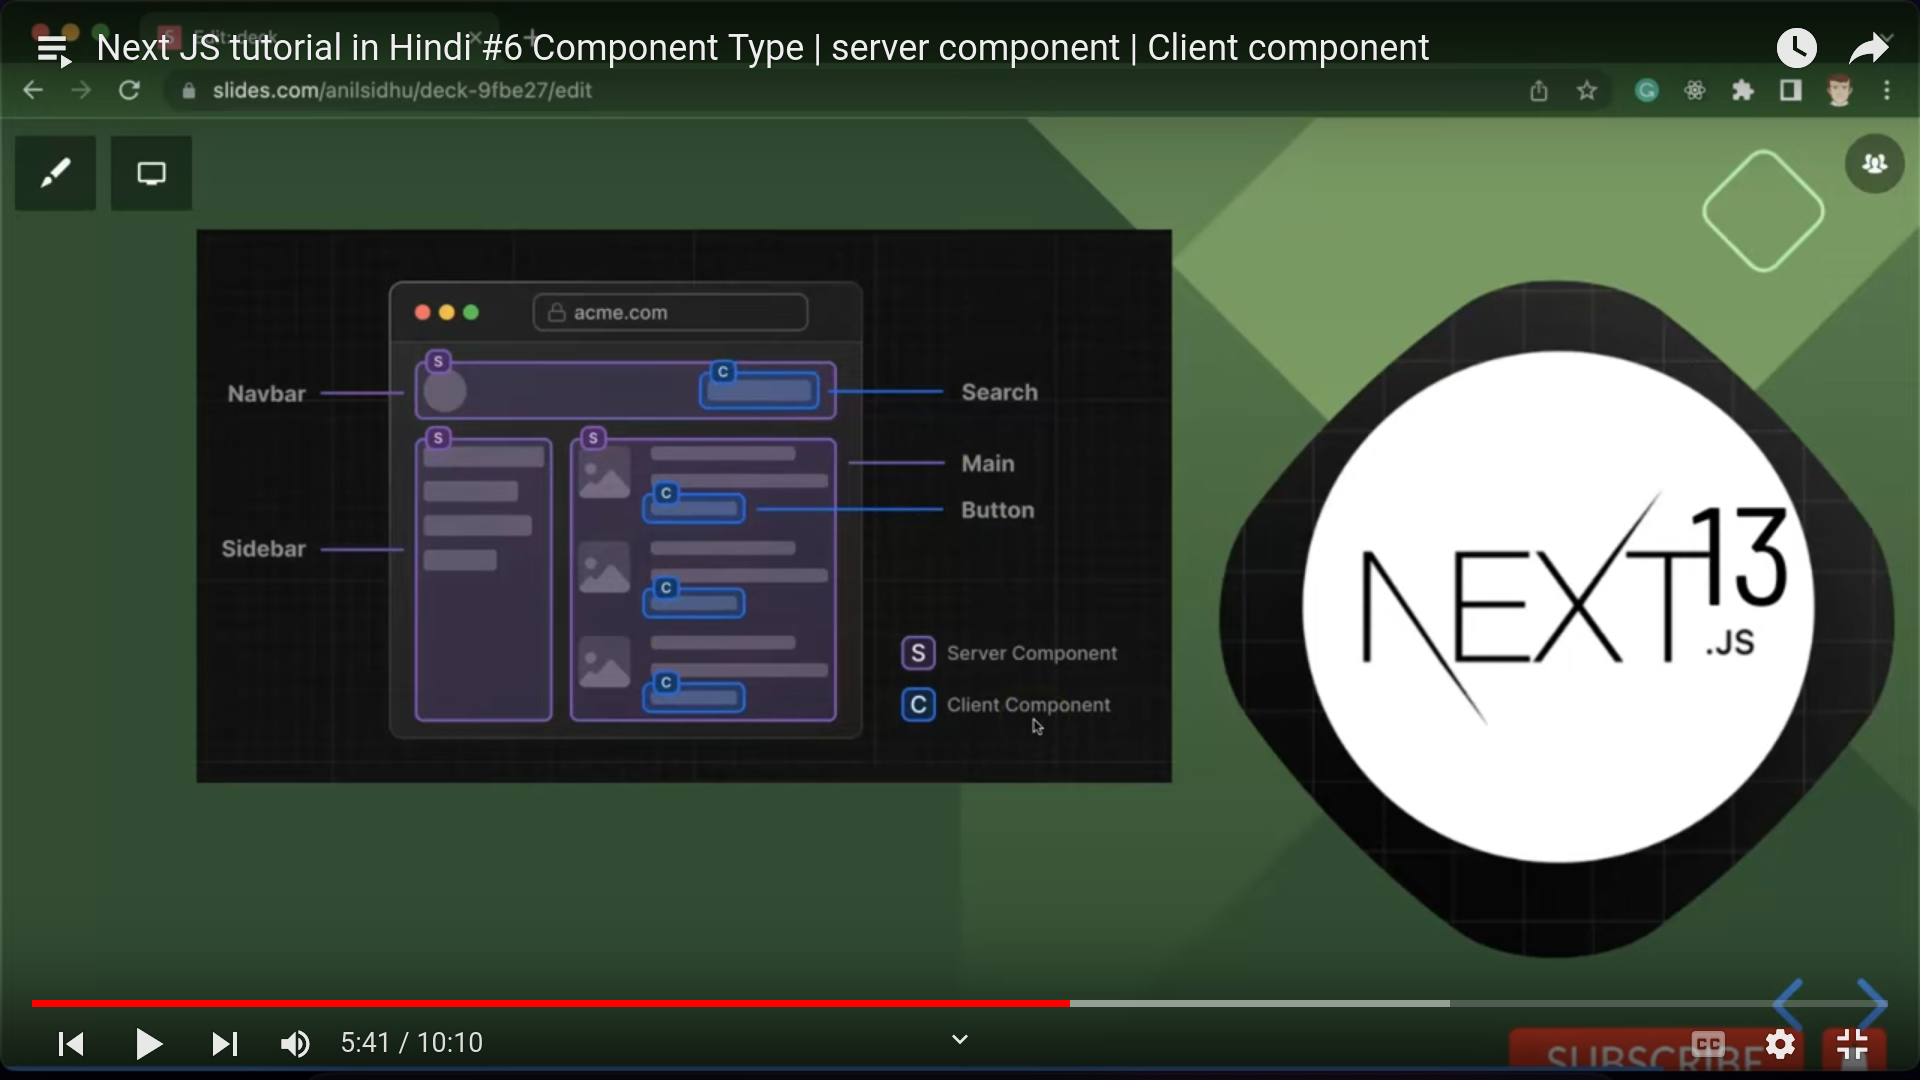 Next JS tutorial in Hindi #6 Component Type | server component | Client component
slides.com/anilsidhu/deck-9fbe27/edit
acme.com
S
C
Navbar
Search
S
S
Main
C
Button
Sidebar
C
C
S Server Component
C Client Component
NEXT 13
.JS
5:41 / 10:10
CC
SUBSCRIBE